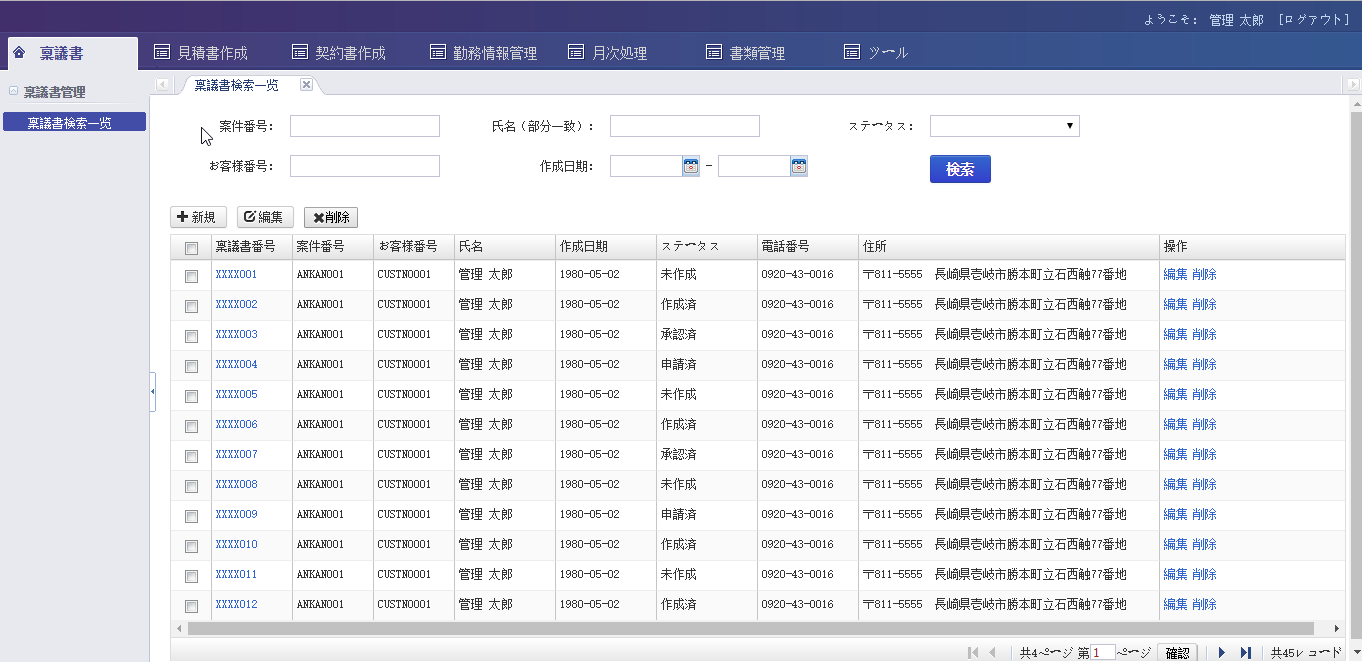 ようこそ： 管理 太郎 [ログアウト]
稟議書 見積書作成 契約書作成 勤務情報管理 月次処理 書類管理 ツール
稟議書管理
稟議書検索一览
稟議書検索一览
案件番号： 氏名（部分一致）： ステータス：
お客様番号： 作成日期： － 検索
新規 編集 削除
稟議書番号 案件番号 お客様番号 氏名 作成日期 ステータス 電話番号 住所 操作
XXXX001 ANKAN001 CUSTN0001 管理 太郎 1980-05-02 未作成 0920-43-0016 〒811-5555 長崎県壱岐市勝本町立石西触77番地 編集 削除
XXXX002 ANKAN001 CUSTN0001 管理 太郎 1980-05-02 作成済 0920-43-0016 〒811-5555 長崎県壱岐市勝本町立石西触77番地 編集 削除
XXXX003 ANKAN001 CUSTN0001 管理 太郎 1980-05-02 承認済 0920-43-0016 〒811-5555 長崎県壱岐市勝本町立石西触77番地 編集 削除
XXXX004 ANKAN001 CUSTN0001 管理 太郎 1980-05-02 申請済 0920-43-0016 〒811-5555 長崎県壱岐市勝本町立石西触77番地 編集 削除
XXXX005 ANKAN001 CUSTN0001 管理 太郎 1980-05-02 未作成 0920-43-0016 〒811-5555 長崎県壱岐市勝本町立石西触77番地 編集 削除
XXXX006 ANKAN001 CUSTN0001 管理 太郎 1980-05-02 作成済 0920-43-0016 〒811-5555 長崎県壱岐市勝本町立石西触77番地 編集 削除
XXXX007 ANKAN001 CUSTN0001 管理 太郎 1980-05-02 承認済 0920-43-0016 〒811-5555 長崎県壱岐市勝本町立石西触77番地 編集 削除
XXXX008 ANKAN001 CUSTN0001 管理 太郎 1980-05-02 未作成 0920-43-0016 〒811-5555 長崎県壱岐市勝本町立石西触77番地 編集 削除
XXXX009 ANKAN001 CUSTN0001 管理 太郎 1980-05-02 申請済 0920-43-0016 〒811-5555 長崎県壱岐市勝本町立石西触77番地 編集 削除
XXXX010 ANKAN001 CUSTN0001 管理 太郎 1980-05-02 作成済 0920-43-0016 〒811-5555 長崎県壱岐市勝本町立石西触77番地 編集 削除
XXXX011 ANKAN001 CUSTN0001 管理 太郎 1980-05-02 未作成 0920-43-0016 〒811-5555 長崎県壱岐市勝本町立石西触77番地 編集 削除
XXXX012 ANKAN001 CUSTN0001 管理 太郎 1980-05-02 作成済 0920-43-0016 〒811-5555 長崎県壱岐市勝本町立石西触77番地 編集 削除
共4ページ 第 1 ページ 確認 共45レコード